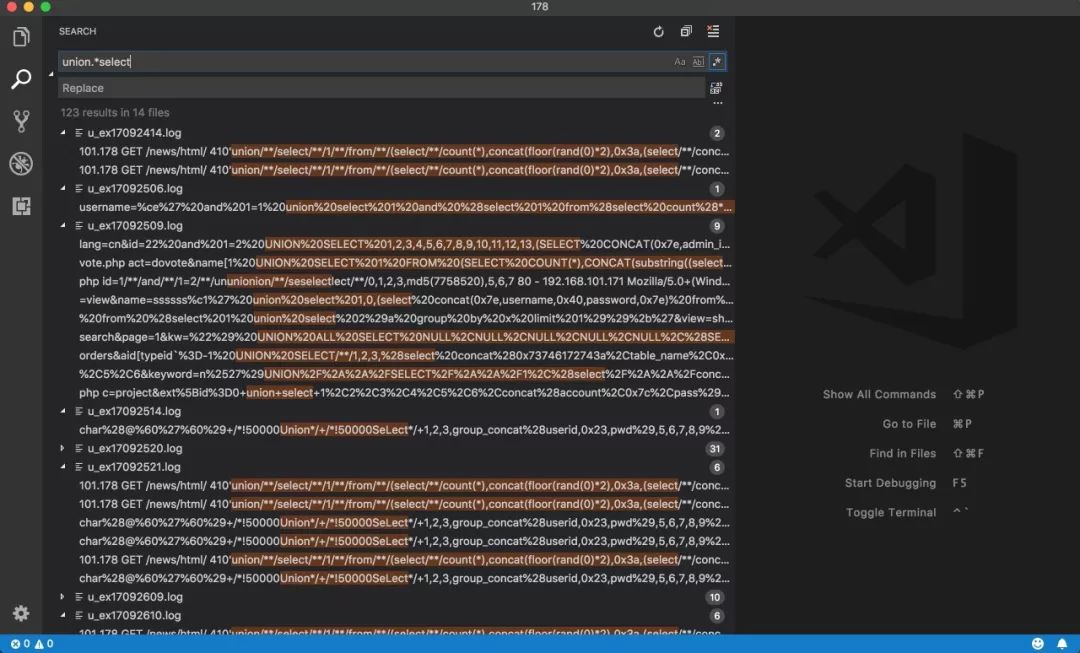 178
SEARCH
union.*select
Aa Abl .*
Replace
123 results in 14 files
u_ex17092414.log 2
101.178 GET /news/html/ 410'union/**/select/**/1/**/from/**/(select/**/count(*),concat(floor(rand(0)*2),0x3a,(select/**/conc...
101.178 GET /news/html/ 410'union/**/select/**/1/**/from/**/(select/**/count(*),concat(floor(rand(0)*2),0x3a,(select/**/conc...
u_ex17092506.log 1
username=%ce%27%20and%201=1%20union%20select%201%20and%20%28select%201%20from%28select%20count%28*...
u_ex17092509.log 9
lang=cn&id=22%20and%201=2%20UNION%20SELECT%201,2,3,4,5,6,7,8,9,10,11,12,13,(SELECT%20CONCAT(0x7e,admin_i...
vote.php act=dovote&name[1%20UNION%20SELECT%201%20FROM%20(SELECT%20COUNT(*),CONCAT(substring((select...
php id=1/**/and/**/1=2/**/ununionion/**/seselectlect/**/0,1,2,3,md5(7758520),5,6,7 80 - 192.168.101.171 Mozilla/5.0+(Wind...
=view&name=ssssss%c1%27%20union%20select%201,0,(select%20concat(0x7e,username,0x40,password,0x7e)%20from%...
%20from%20%28select%201%20union%20select%202%29a%20group%20by%20x%20limit%201%29%29%2b%27&view=sh...
search&page=1&kw=%22%29%20UNION%20ALL%20SELECT%20NULL%2CNULL%2CNULL%2CNULL%2CNULL%2C%28SE...
orders&aid[typeid`%3D-1%20UNION%20SELECT/**/1,2,3,%28select%20concat%280x73746172743a%2Ctable_name%2C0x...
%2C5%2C6&keyword=n%2527%29UNION%2F%2A%2A%2FSELECT%2F%2A%2A%2F1%2C%28select%2F%2A%2A%2Fconc...
php c=project&ext%5Bid%3D0+union+select+1%2C2%2C3%2C4%2C5%2C6%2Cconcat%28account%2C0x7c%2Cpass%29...
u_ex17092514.log 1
char%28@%60%27%60%29+/*!50000Union*/+/*!50000SeLect*/+1,2,3,group_concat%28userid,0x23,pwd%29,5,6,7,8,9%2...
u_ex17092520.log 31
u_ex17092521.log 6
101.178 GET /news/html/ 410'union/**/select/**/1/**/from/**/(select/**/count(*),concat(floor(rand(0)*2),0x3a,(select/**/conc...
101.178 GET /news/html/ 410'union/**/select/**/1/**/from/**/(select/**/count(*),concat(floor(rand(0)*2),0x3a,(select/**/conc...
char%28@%60%27%60%29+/*!50000Union*/+/*!50000SeLect*/+1,2,3,group_concat%28userid,0x23,pwd%29,5,6,7,8,9%2...
char%28@%60%27%60%29+/*!50000Union*/+/*!50000SeLect*/+1,2,3,group_concat%28userid,0x23,pwd%29,5,6,7,8,9%2...
101.178 GET /news/html/ 410'union/**/select/**/1/**/from/**/(select/**/count(*),concat(floor(rand(0)*2),0x3a,(select/**/conc...
char%28@%60%27%60%29+/*!50000Union*/+/*!50000SeLect*/+1,2,3,group_concat%28userid,0x23,pwd%29,5,6,7,8,9%2...
u_ex17092609.log 10
u_ex17092610.log 6
101.178 GET /news/html/ 410'union/**/select/**/1/**/from/**/(select/**/count(*),concat(floor(rand(0)*2),0x3a,(select/**/conc...
Show All Commands ⇧⌘P
Go to File ⌘P
Find in Files ⇧⌘F
Start Debugging F5
Toggle Terminal ⌃`
0 0